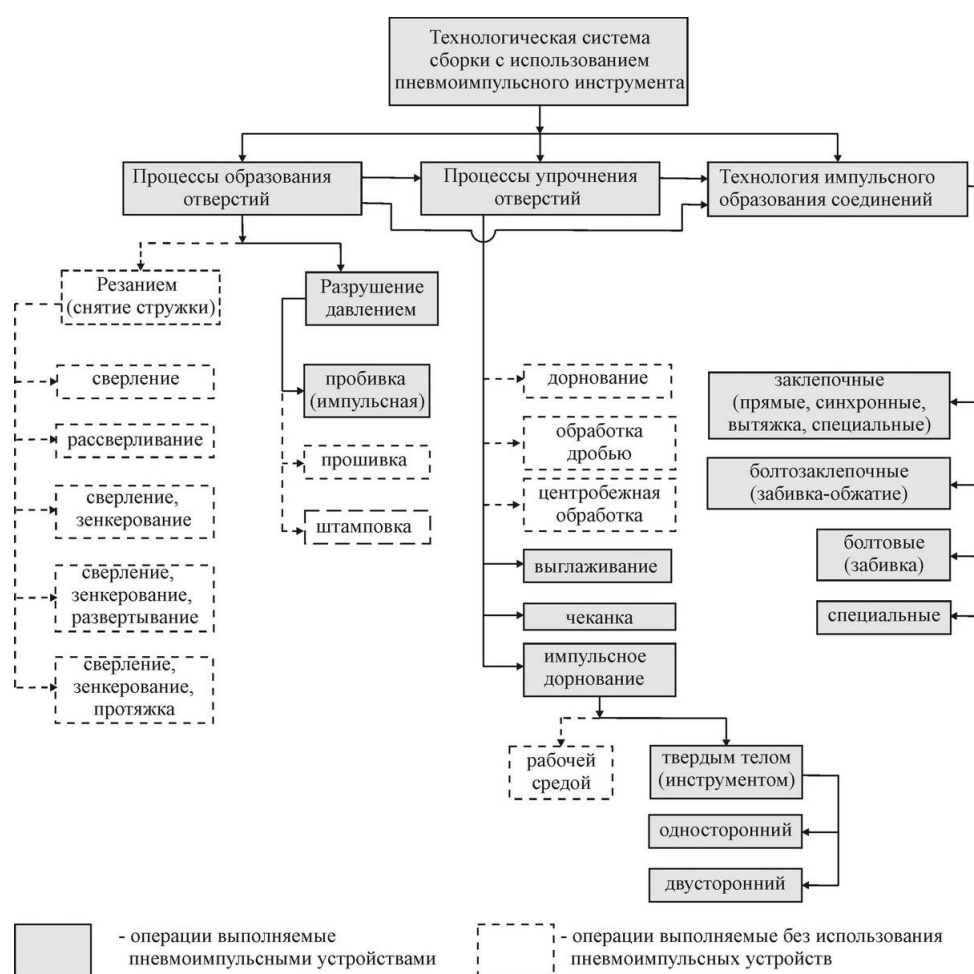 Технологическая система
сборки с использованием
пневмоимпульсного инструмента
Процессы образования
отверстий
Процессы упрочнения
отверстий
Технология импульсного
образования соединений
Резанием
(снятие стружки)
сверление
рассверливание
сверление,
зенкерование
сверление,
зенкерование,
развертывание
сверление,
зенкерование,
протяжка
Разрушение
давлением
пробивка
(импульсная)
прошивка
штамповка
дорнование
обработка
дробью
центробежная
обработка
выглаживание
чеканка
импульсное
дорнование
рабочей
средой
твердым телом
(инструментом)
односторонний
двусторонний
заклепочные
(прямые, синхронные,
вытяжка, специальные)
болтозаклепочные
(забивка-обжатие)
болтовые
(забивка)
специальные
- операции выполняемые
пневмоимпульсными устройствами
- операции выполняемые без использования
пневмоимпульсных устройств